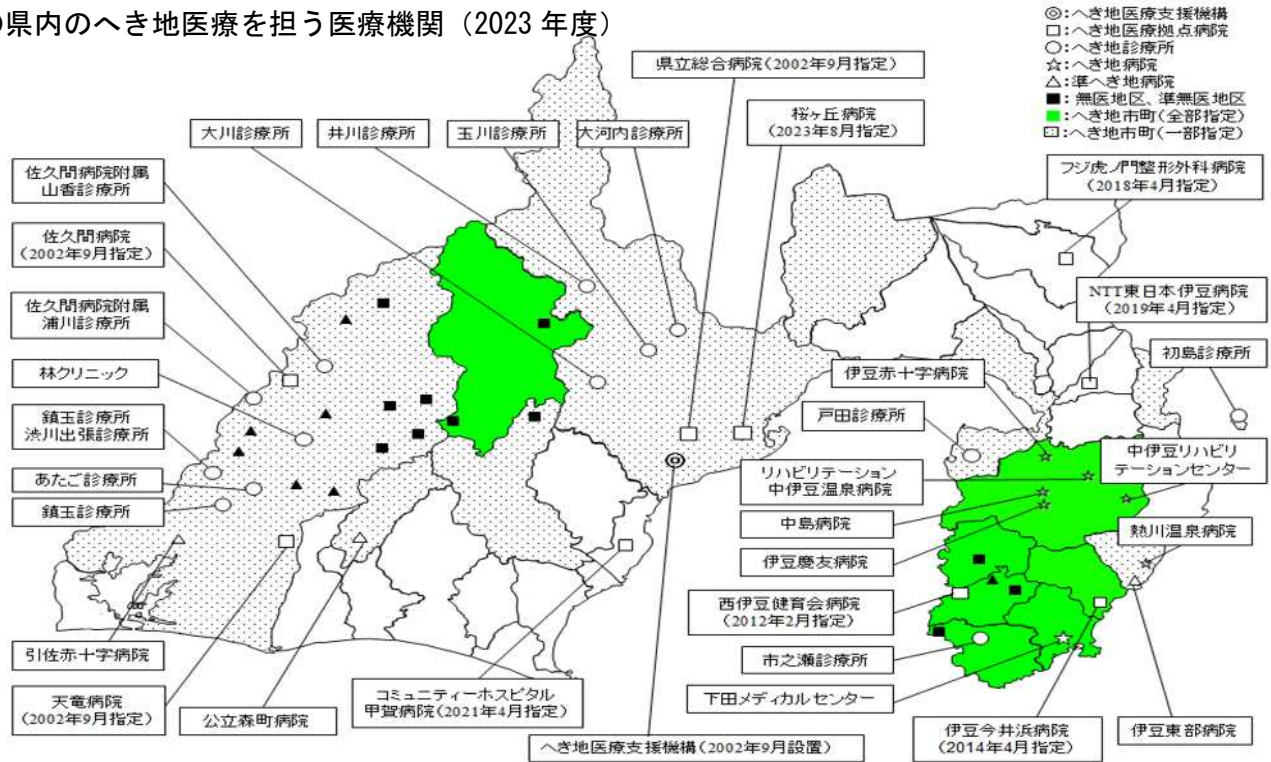 の県内のへき地医療を担う医療機関（2023 年度）
◎：へき地医療支援機構
□：へき地医療拠点病院
○：へき地診療所
☆：へき地病院
△：準へき地病院
■：無医地区、準無医地区
■：へき地市町(全部指定)
□：へき地市町(一部指定)
県立総合病院(2002年9月指定)
桜ヶ丘病院
(2023年8月指定)
大川診療所
井川診療所
玉川診療所
大河内診療所
フジ虎ノ門整形外科病院
(2018年4月指定)
佐久間病院附属
山香診療所
佐久間病院
(2002年9月指定)
NTT東日本伊豆病院
(2019年4月指定)
佐久間病院附属
浦川診療所
初島診療所
伊豆赤十字病院
林クリニック
戸田診療所
鎮玉診療所
渋川出張診療所
中伊豆リハビリ
テーションセンター
リハビリテーション
中伊豆温泉病院
あたご診療所
鎮玉診療所
中島病院
熱川温泉病院
伊豆慶友病院
西伊豆健育会病院
(2012年2月指定)
引佐赤十字病院
市之瀬診療所
下田メディカルセンター
天竜病院
(2002年9月指定)
公立森町病院
コミュニティーホスピタル
甲賀病院(2021年4月指定)
伊豆今井浜病院
(2014年4月指定)
伊豆東部病院
へき地医療支援機構(2002年9月設置)